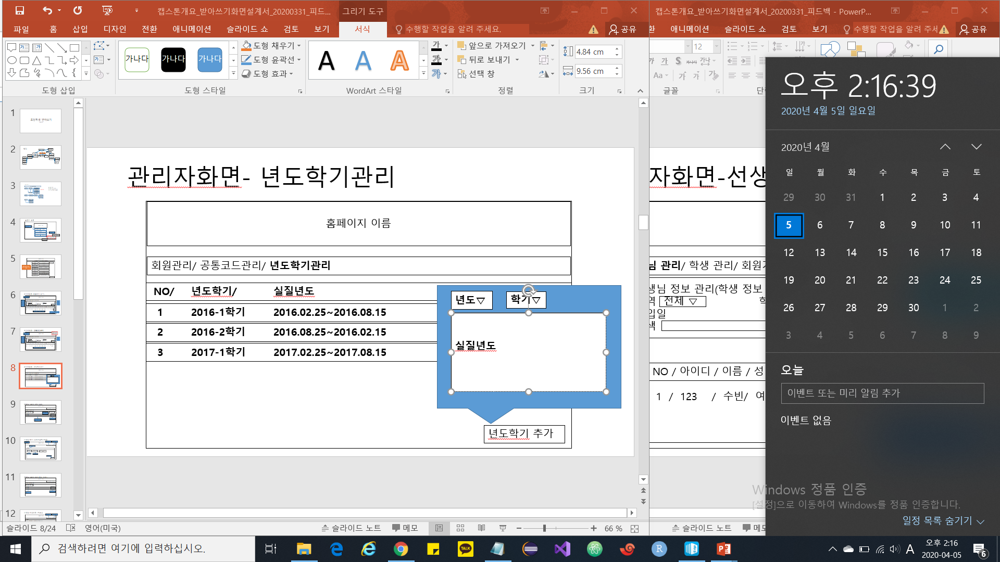 캡스톤개요_받아쓰기화면설계서_20200331_피드...
그리기 도구
캡스톤개요_받아쓰기화면설계서_20200331_피드백 - PowerP...
파일 홈 삽입 디자인 전환 애니메이션 슬라이드 쇼 검토 보기 서식 수행할 작업을 알려 주세요. 공유
환 애니메이션 슬라이드 쇼 검토 보기 수행할 작업을 알려 주서 공유
가나다 가나다 가나다
도형 채우기
도형 윤곽선
도형 효과
A A A
가
가
가
앞으로 가져오기
뒤로 보내기
선택 창
4.84 cm
9.56 cm
12
도형 삽입 도형 스타일 WordArt 스타일 정렬 크기
글꼴
1
2
3
4
5
6
7
8
9
10
11
12
관리자화면- 년도학기관리
홈페이지 이름
회원관리/ 공통코드관리/ 년도학기관리
NO/ 년도학기/ 실질년도
1 2016-1학기 2016.02.25~2016.08.15
2 2016-2학기 2016.08.25~2016.02.15
3 2017-1학기 2017.02.25~2017.08.15
년도▽ 학기▽
실질년도
년도학기 추가
자화면-선생
님 관리/ 학생 관리/ 회원기
생님 정보 관리(학생 정보
역 전체 ▽ 학
입일
색
NO / 아이디 / 이름 / 성
1 / 123 / 수빈/ 여
오후 2:16:39
2020년 4월 5일 일요일
2020년 4월
일 월 화 수 목 금 토
29 30 31 1 2 3 4
5 6 7 8 9 10 11
12 13 14 15 16 17 18
19 20 21 22 23 24 25
26 27 28 29 30 1 2
3 4 5 6 7 8 9
오늘
이벤트 또는 미리 알림 추가
이벤트 없음
Windows 정품 인증
[설정]으로 이동하여 Windows를 정품 인증합니다.
일정 목록 숨기기
슬라이드 8/24 영어(미국) 슬라이드 노트 메모 66 %
슬라이드 노트 메모
검색하려면 여기에 입력하십시오.
TALK
R
A
오후 2:16
2020-04-05
6